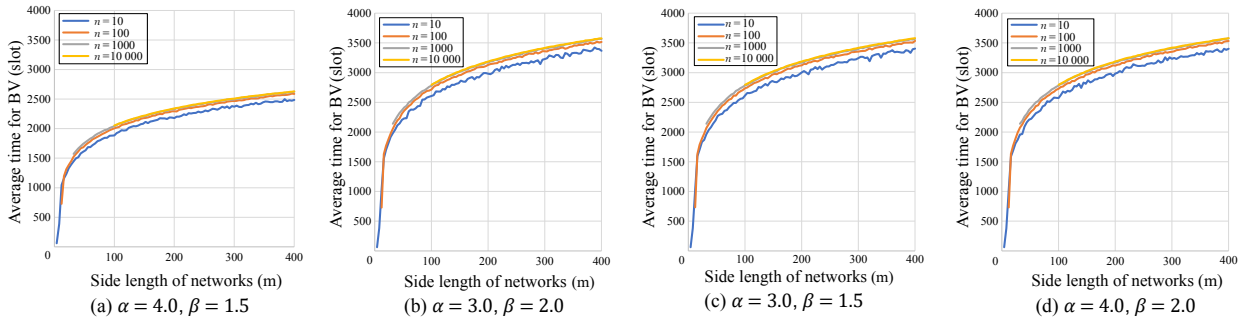 4500
4000
3500
3000
2500
2000
1500
1000
500
0
100
200
300
400
n = 10
n = 100
n = 1000
n = 10 000
Average time for BV (slot)
Side length of networks (m)
(a) α = 4.0, β = 1.5
4500
4000
3500
3000
2500
2000
1500
1000
500
0
100
200
300
400
n = 10
n = 100
n = 1000
n = 10 000
Average time for BV (slot)
Side length of networks (m)
(b) α = 3.0, β = 2.0
4500
4000
3500
3000
2500
2000
1500
1000
500
0
100
200
300
400
n = 10
n = 100
n = 1000
n = 10 000
Average time for BV (slot)
Side length of networks (m)
(c) α = 3.0, β = 1.5
4500
4000
3500
3000
2500
2000
1500
1000
500
0
100
200
300
400
n = 10
n = 100
n = 1000
n = 10 000
Average time for BV (slot)
Side length of networks (m)
(d) α = 4.0, β = 2.0